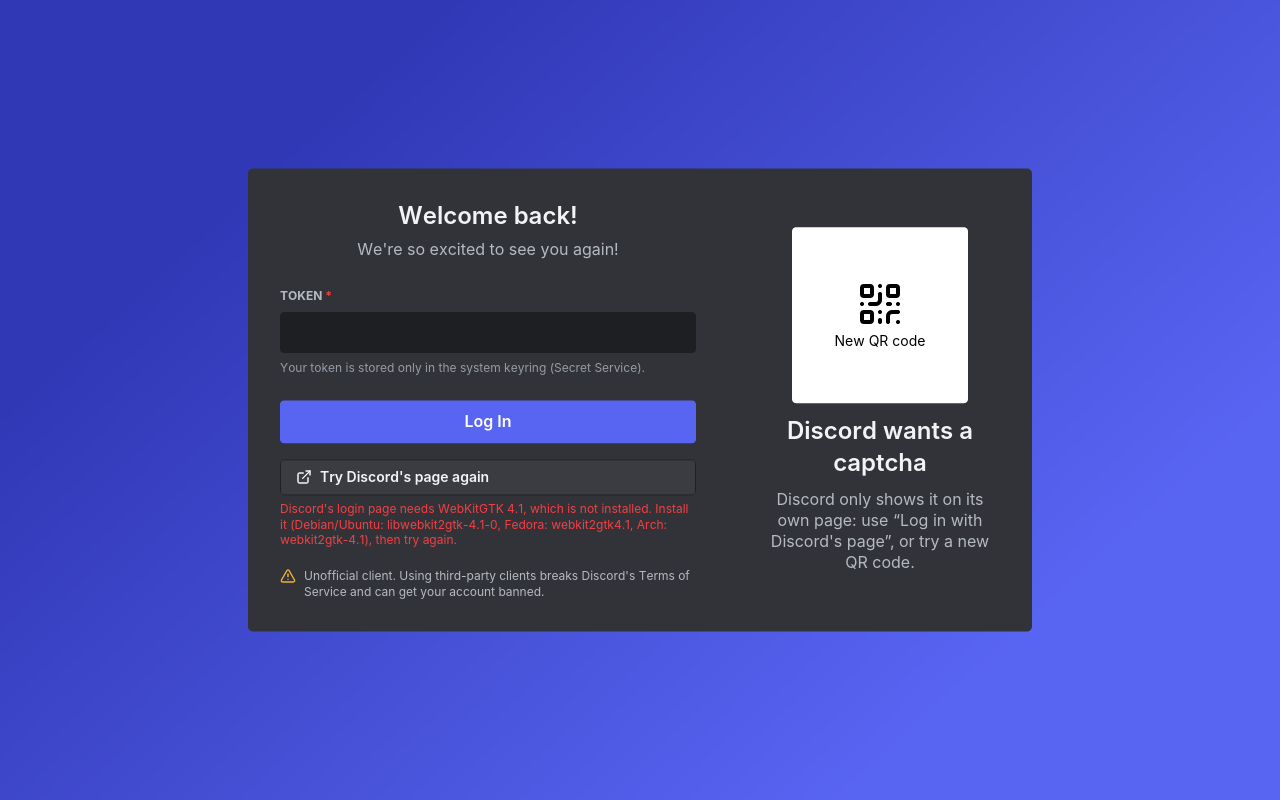 Welcome back!
We're so excited to see you again!
TOKEN *
Your token is stored only in the system keyring (Secret Service).
Log In
Try Discord's page again
Discord's login page needs WebKitGTK 4.1, which is not installed. Install
it (Debian/Ubuntu: libwebkit2gtk-4.1-0, Fedora: webkit2gtk4.1, Arch:
webkit2gtk-4.1), then try again.
Unofficial client. Using third-party clients breaks Discord's Terms of
Service and can get your account banned.
New QR code
Discord wants a
captcha
Discord only shows it on its
own page: use “Log in with
Discord's page”, or try a new
QR code.